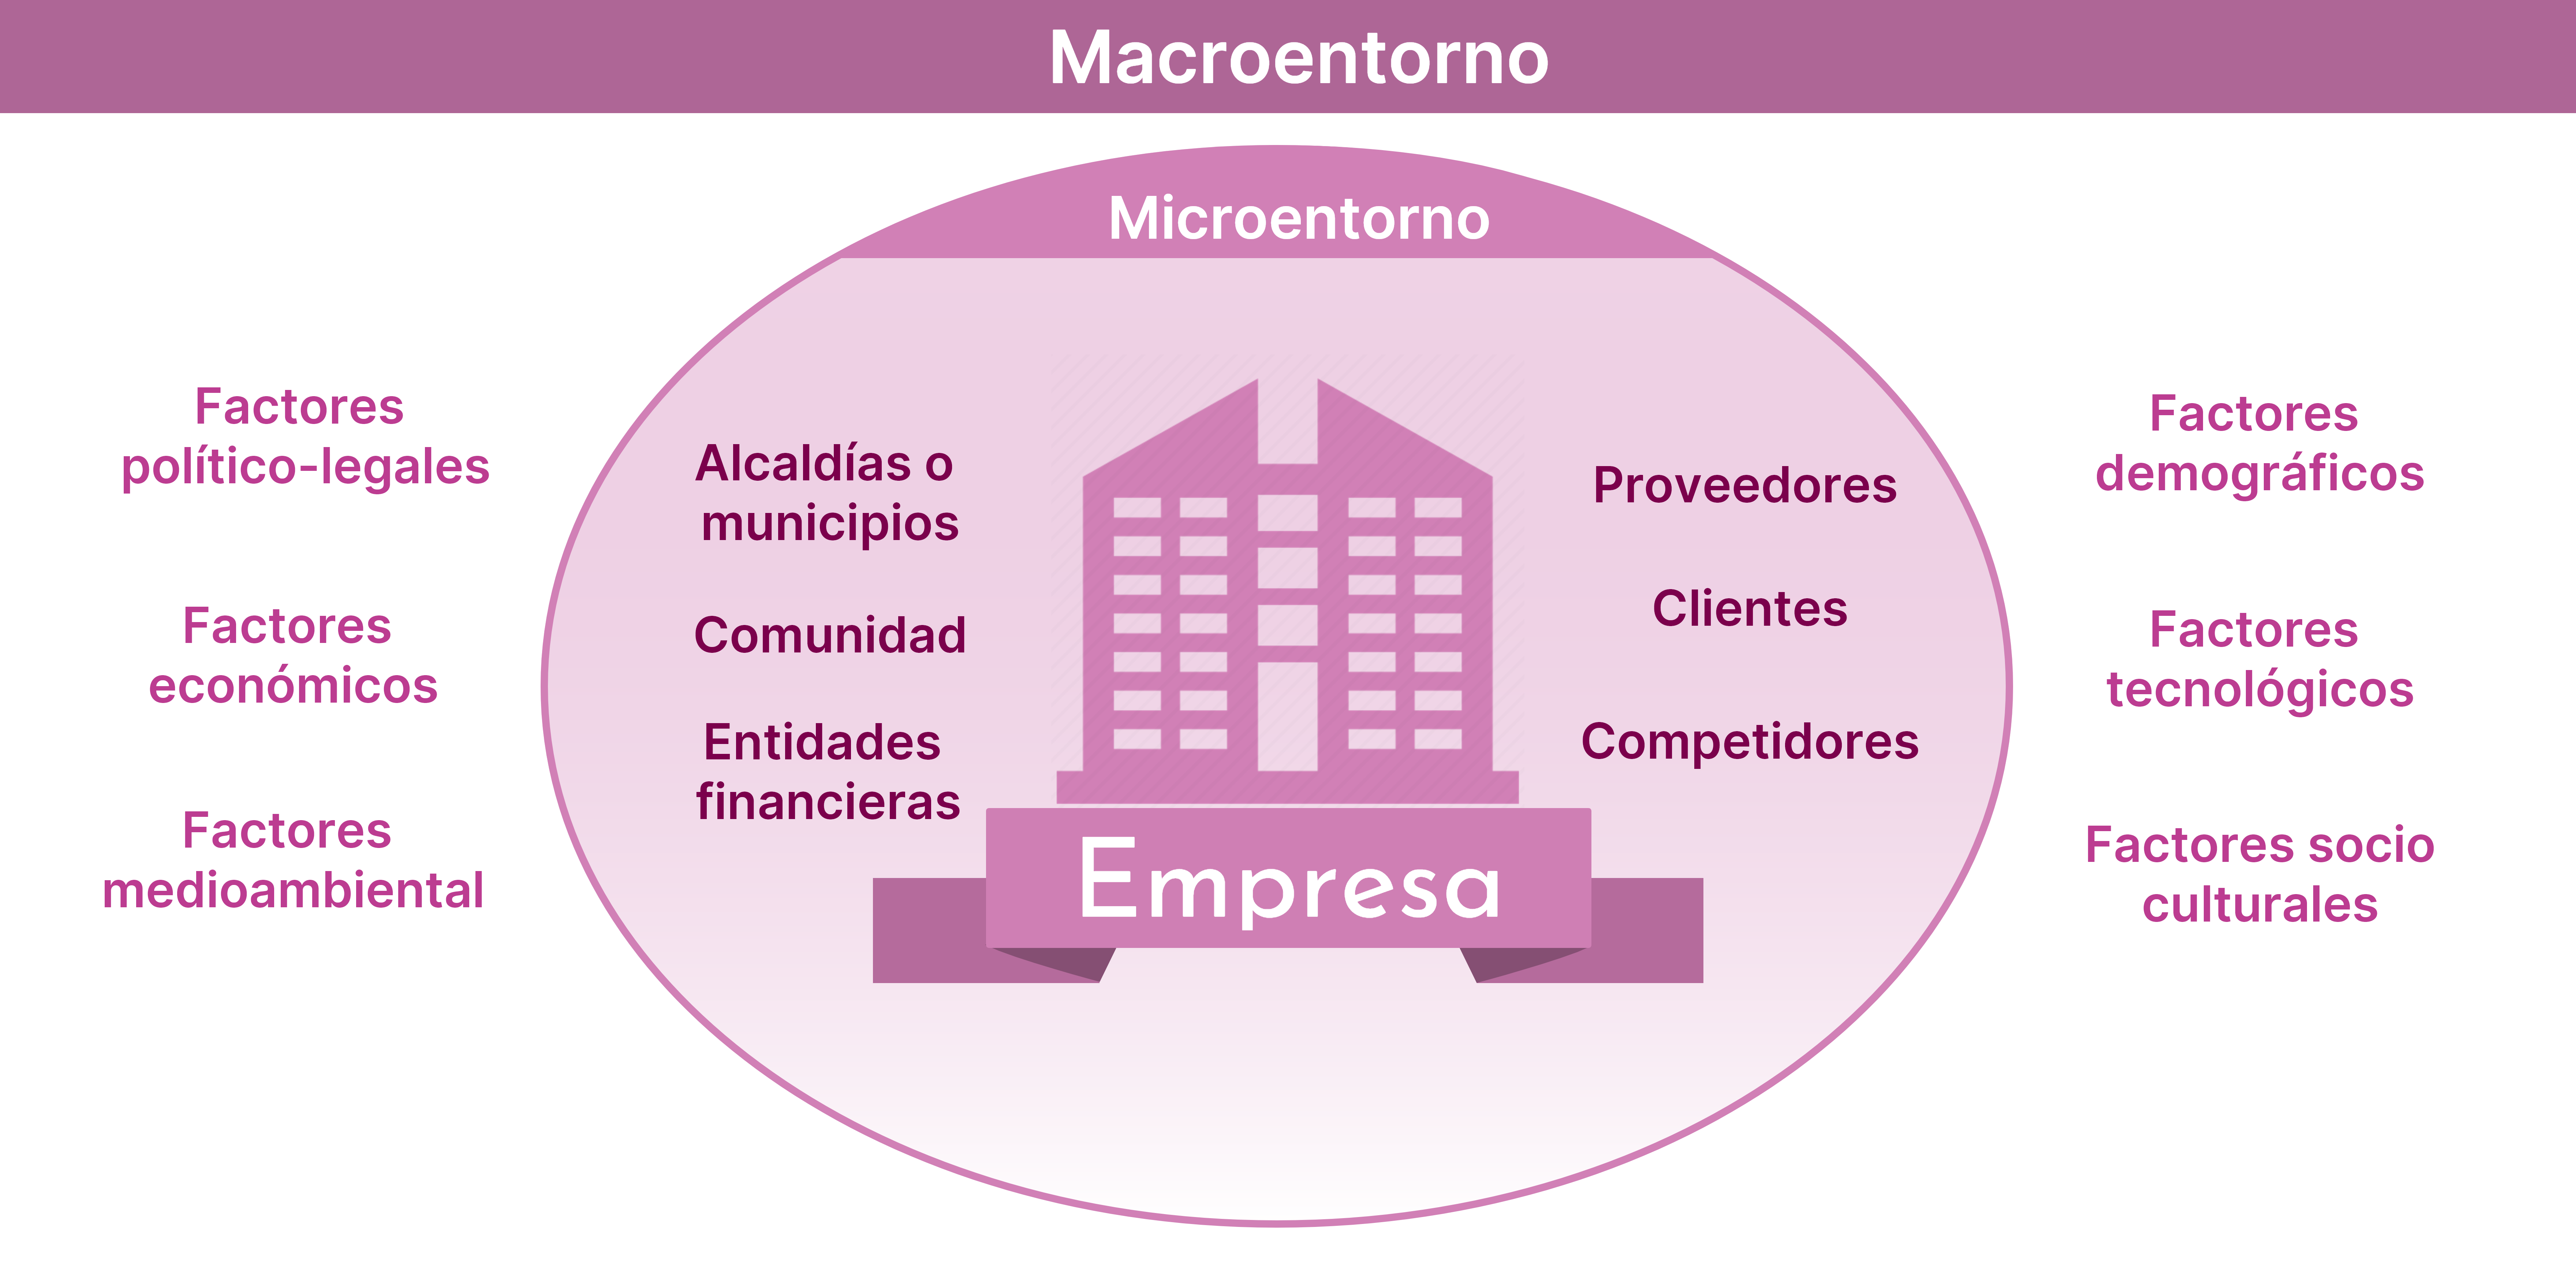 Macroentorno
Microentorno
Factores
político-legales
Factores
económicos
Factores
medioambiental
Alcaldías o
municipios
Comunidad
Entidades
financieras
Proveedores
Clientes
Competidores
Empresa
Factores
demográficos
Factores
tecnológicos
Factores socio
culturales